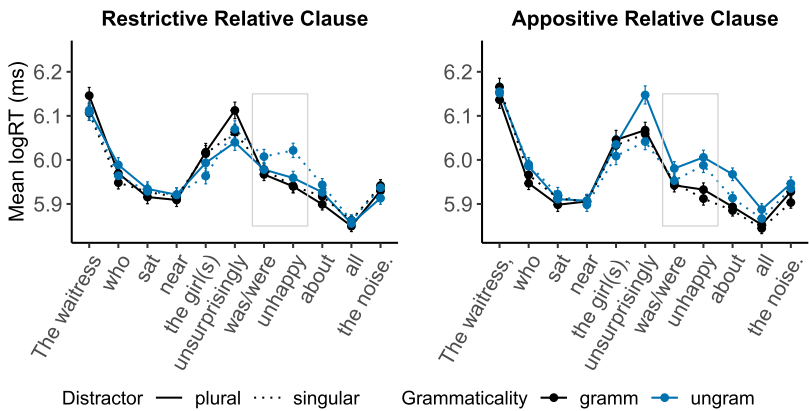 Restrictive Relative Clause
Appositive Relative Clause
Mean logRT (ms)
6.2
6.1
6.0
5.9
The waitress
who
sat
near
the girl(s)
unsurprisingly
was/were
unhappy
about
all
the noise.
6.2
6.1
6.0
5.9
The waitress,
who
sat
near
the girl(s),
unsurprisingly
was/were
unhappy
about
all
the noise.
Distractor plural singular Grammaticality gramm ungram